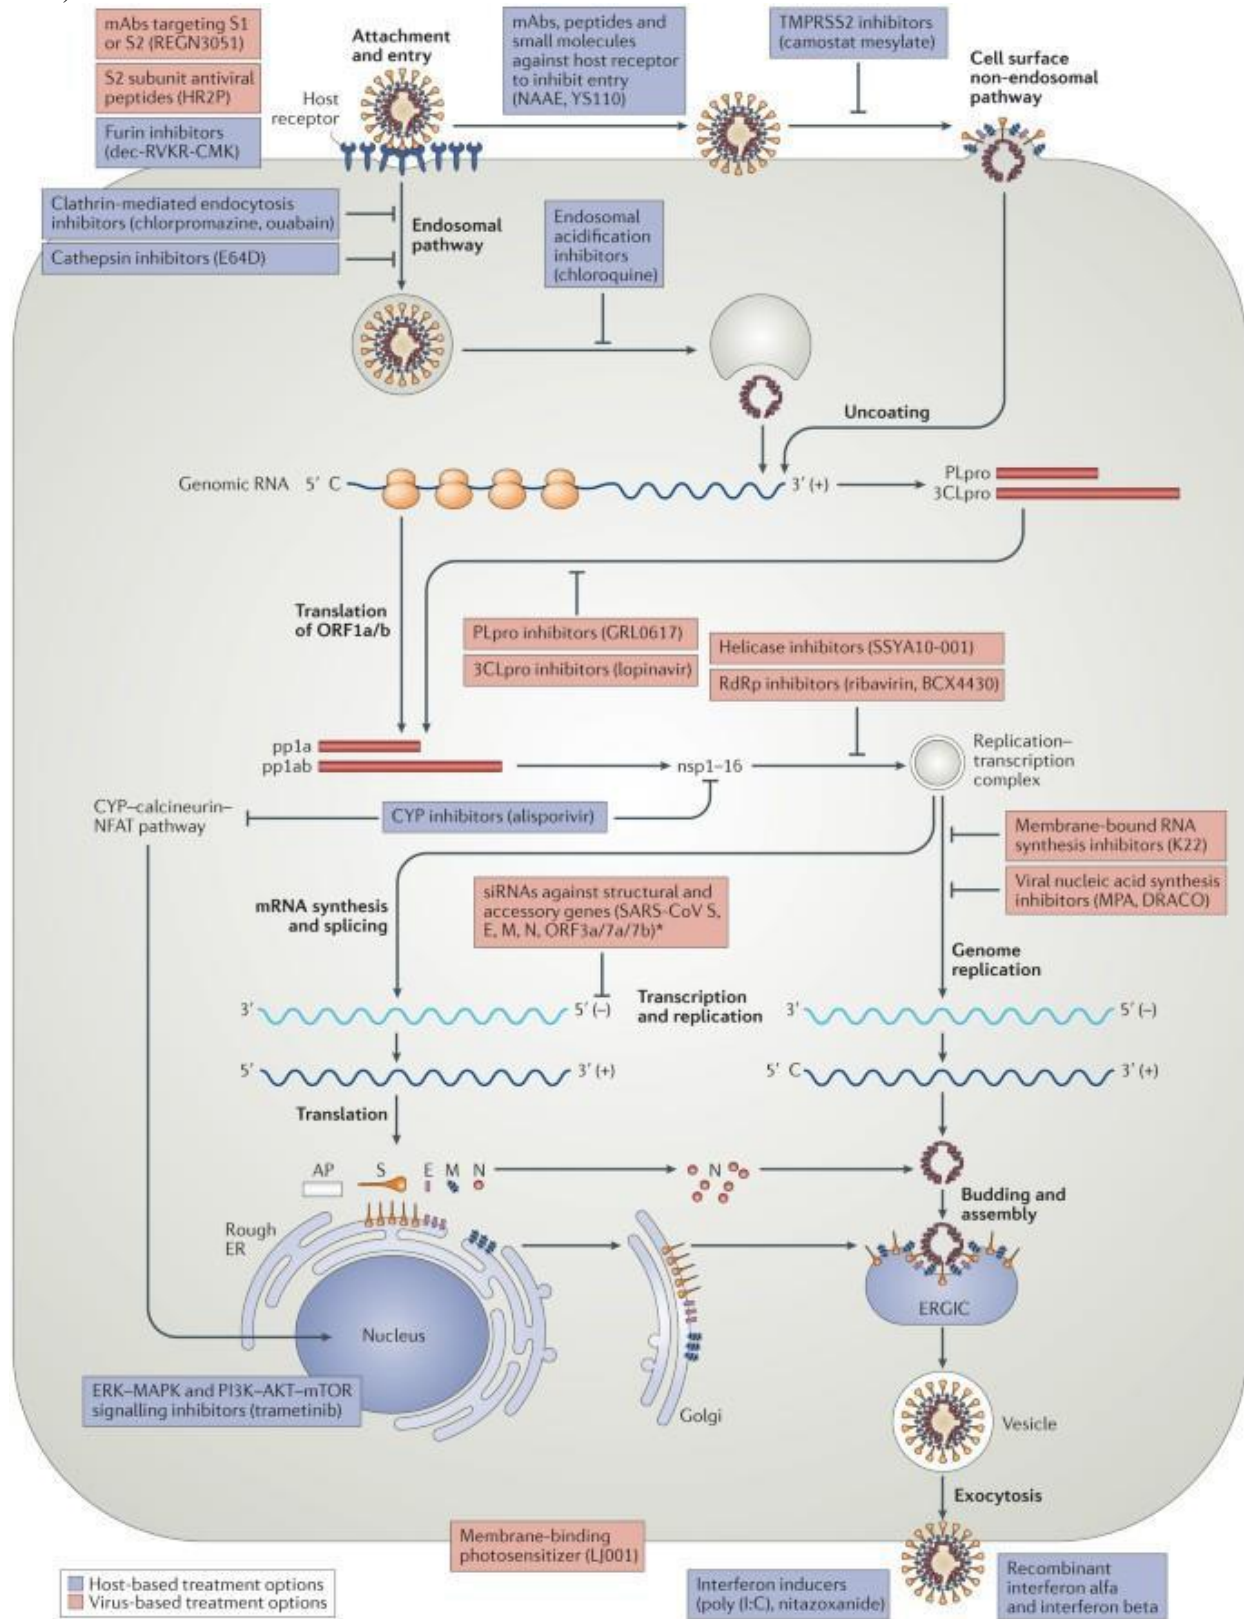 mAbs targeting S1
or S2 (REGN3051)
S2 subunit antiviral
peptides (HR2P)
Furin inhibitors
(dec-RVKR-CMK)
Attachment
and entry
Host
receptor
mAbs, peptides and
small molecules
against host receptor
to inhibit entry
(NAAE, YS110)
TMPRSS2 inhibitors
(camostat mesylate)
Cell surface
non-endosomal
pathway
Clathrin-mediated endocytosis
inhibitors (chlorpromazine, ouabain)
Cathepsin inhibitors (E64D)
Endosomal
pathway
Endosomal
acidification
inhibitors
(chloroquine)
Uncoating
Genomic RNA 5′ C
3′ (+)
PLpro
3CLpro
Translation
of ORF1a/b
PLpro inhibitors (GRL0617)
3CLpro inhibitors (lopinavir)
Helicase inhibitors (SSYA10-001)
RdRp inhibitors (ribavirin, BCX4430)
pp1a
pp1ab
nsp1–16
Replication–
transcription
complex
CYP–calcineurin–
NFAT pathway
CYP inhibitors (alisporivir)
Membrane-bound RNA
synthesis inhibitors (K22)
Viral nucleic acid synthesis
inhibitors (MPA, DRACO)
mRNA synthesis
and splicing
siRNAs against structural and
accessory genes (SARS-CoV S,
E, M, N, ORF3a/7a/7b)*
Genome
replication
3′ 5′ (–)
Transcription
and replication
3′ 5′ (–)
5′ 3′ (+)
5′ C 3′ (+)
Translation
AP S E M N
N
Budding and
assembly
Rough
ER
Nucleus
ERGIC
ERK–MAPK and PI3K–AKT–mTOR
signalling inhibitors (trametinib)
Golgi
Vesicle
Exocytosis
Membrane-binding
photosensitizer (LJ001)
Interferon inducers
(poly (I:C), nitazoxanide)
Recombinant
interferon alfa
and interferon beta
Host-based treatment options
Virus-based treatment options